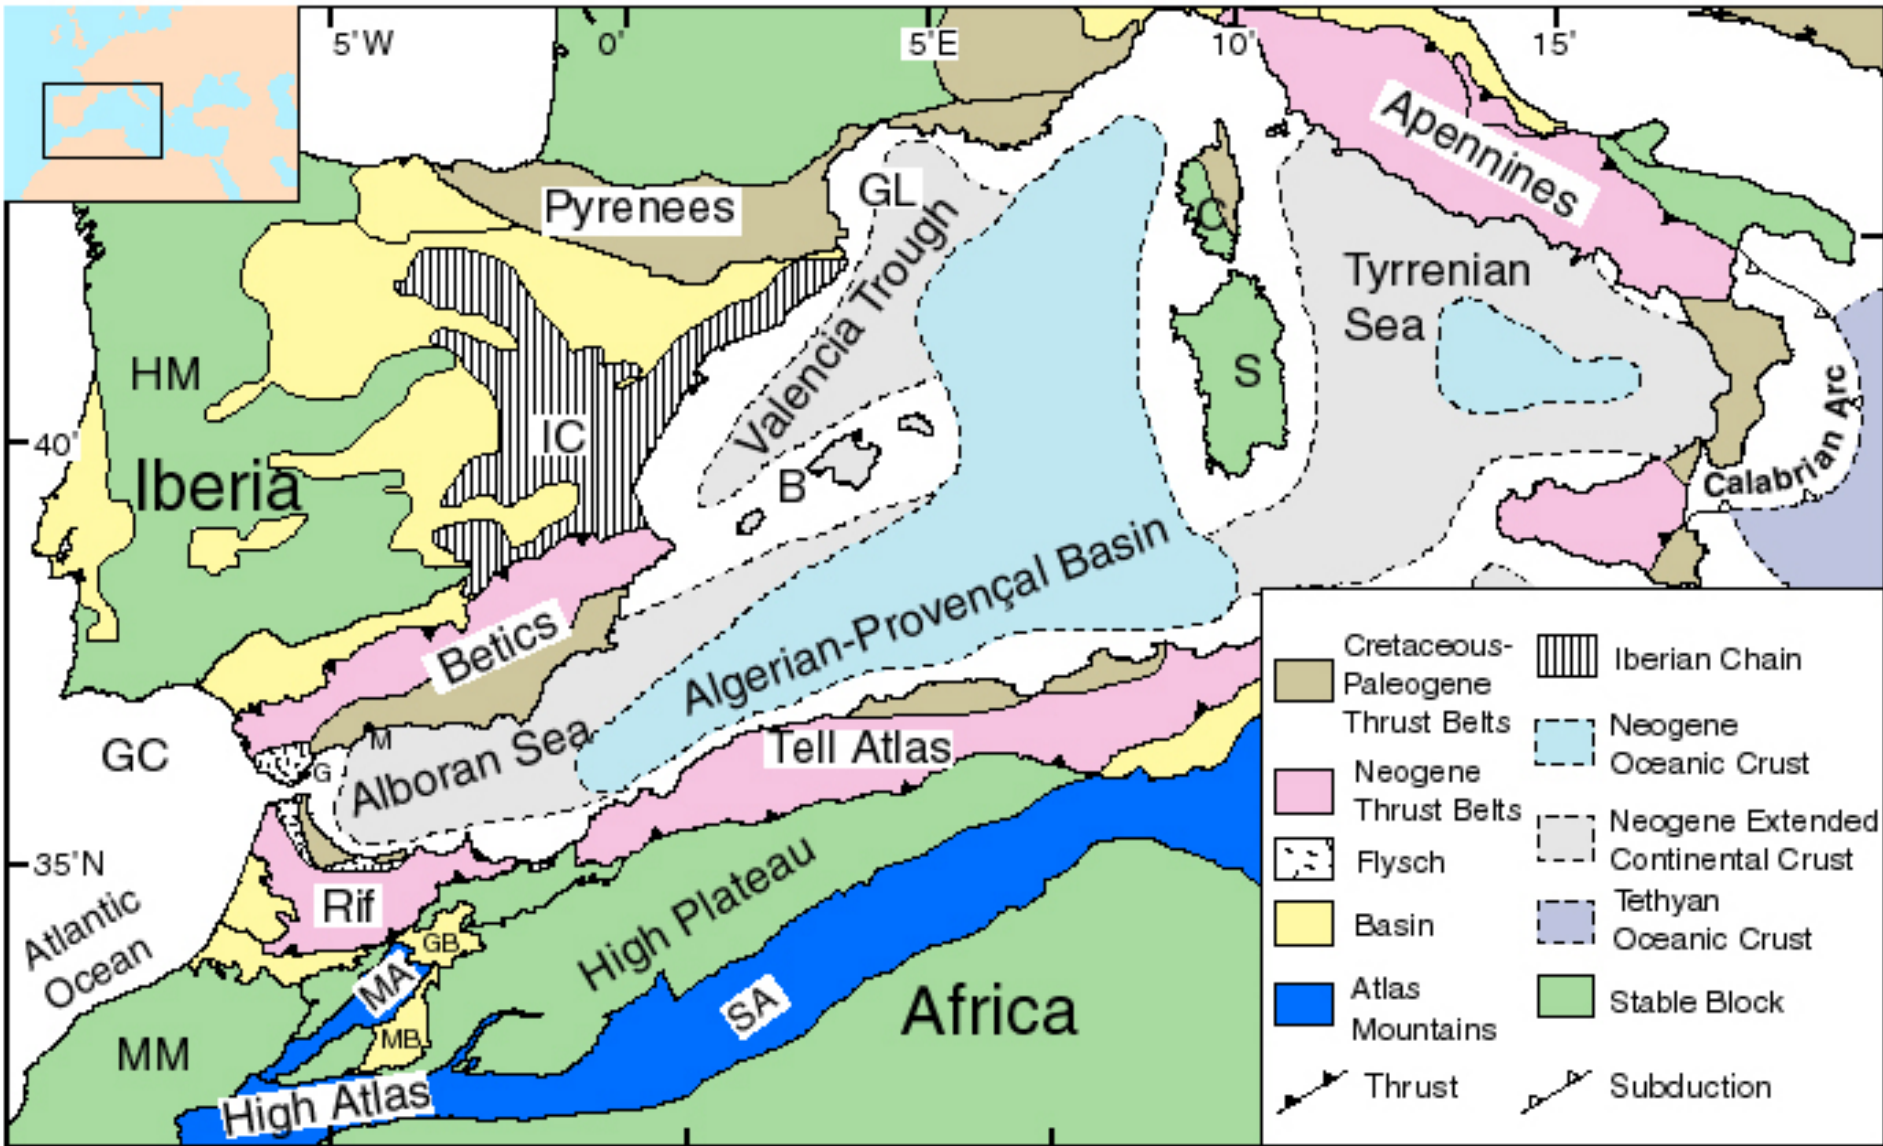 5°W
0°
5°E
10°
15°
Apennines
Pyrenees
GL
C
Valencia Trough
Tyrrenian
Sea
HM
S
40°
IC
Calabrian Arc
Iberia
B
Algerian-Provençal Basin
Betics
M
GC
G
Alboran Sea
Tell Atlas
35°N
Rif
Atlantic
Ocean
High Plateau
GB
MA
SA
Africa
MB
MM
High Atlas
Cretaceous-
Paleogene
Thrust Belts
Neogene
Thrust Belts
Flysch
Basin
Atlas
Mountains
Thrust
Iberian Chain
Neogene
Oceanic Crust
Neogene Extended
Continental Crust
Tethyan
Oceanic Crust
Stable Block
Subduction